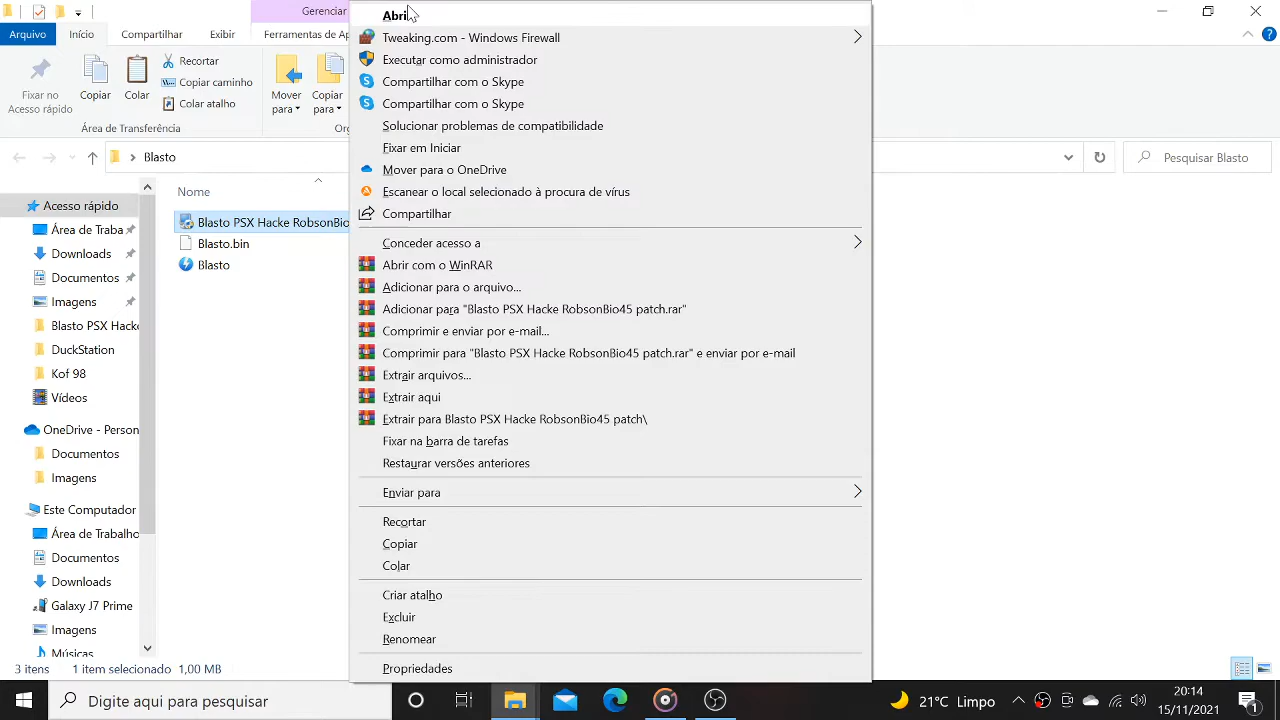 Gerenciar
Arquivo
Início
Compartilhar
Exibir
Ferramentas de Ap
Fixar no
Acesso rápido
Copiar
Colar
Recortar
Copiar caminho
Colar atalho
Mover
para
Copiar
para
Área de Transferência
Org
Blasto
Pesquisar Blasto
Nome
Blasto PSX Hacke RobsonBio
Blasto.bin
Blasto
Acesso rápido
Área de Traba
Downloads
Documentos
Imagens
Blasto PSX Hack
DuckStation
Kof 98
Vídeos
OneDrive - Person
Documentos
Imagens
Este Computador
Área de Trabalho
Documentos
Downloads
Galaxy J7 Prime
Imagens
Músicas
Abri
Tweaking.com - Windows Firewall
Executar como administrador
Compartilhar com o Skype
Compartilhar com o Skype
Solucionar problemas de compatibilidade
Fixar em Iniciar
Mover para o OneDrive
Escanear o local selecionado à procura de vírus
Compartilhar
Conceder acesso a
Abrir com o WinRAR
Adicionar para o arquivo...
Adicionar para "Blasto PSX Hacke RobsonBio45 patch.rar"
Comprimir e enviar por e-mail...
Comprimir para "Blasto PSX Hacke RobsonBio45 patch.rar" e enviar por e-mail
Extrair arquivos...
Extrair aqui
Extrair para Blasto PSX Hacke RobsonBio45 patch\
Fixar na barra de tarefas
Restaurar versões anteriores
Enviar para
Recortar
Copiar
Colar
Criar atalho
Excluir
Renomear
Propriedades
3 itens 1 item selecionado 1,00 MB
Digite aqui para pesquisar
21°C Limpo
20:14
15/11/2021
1